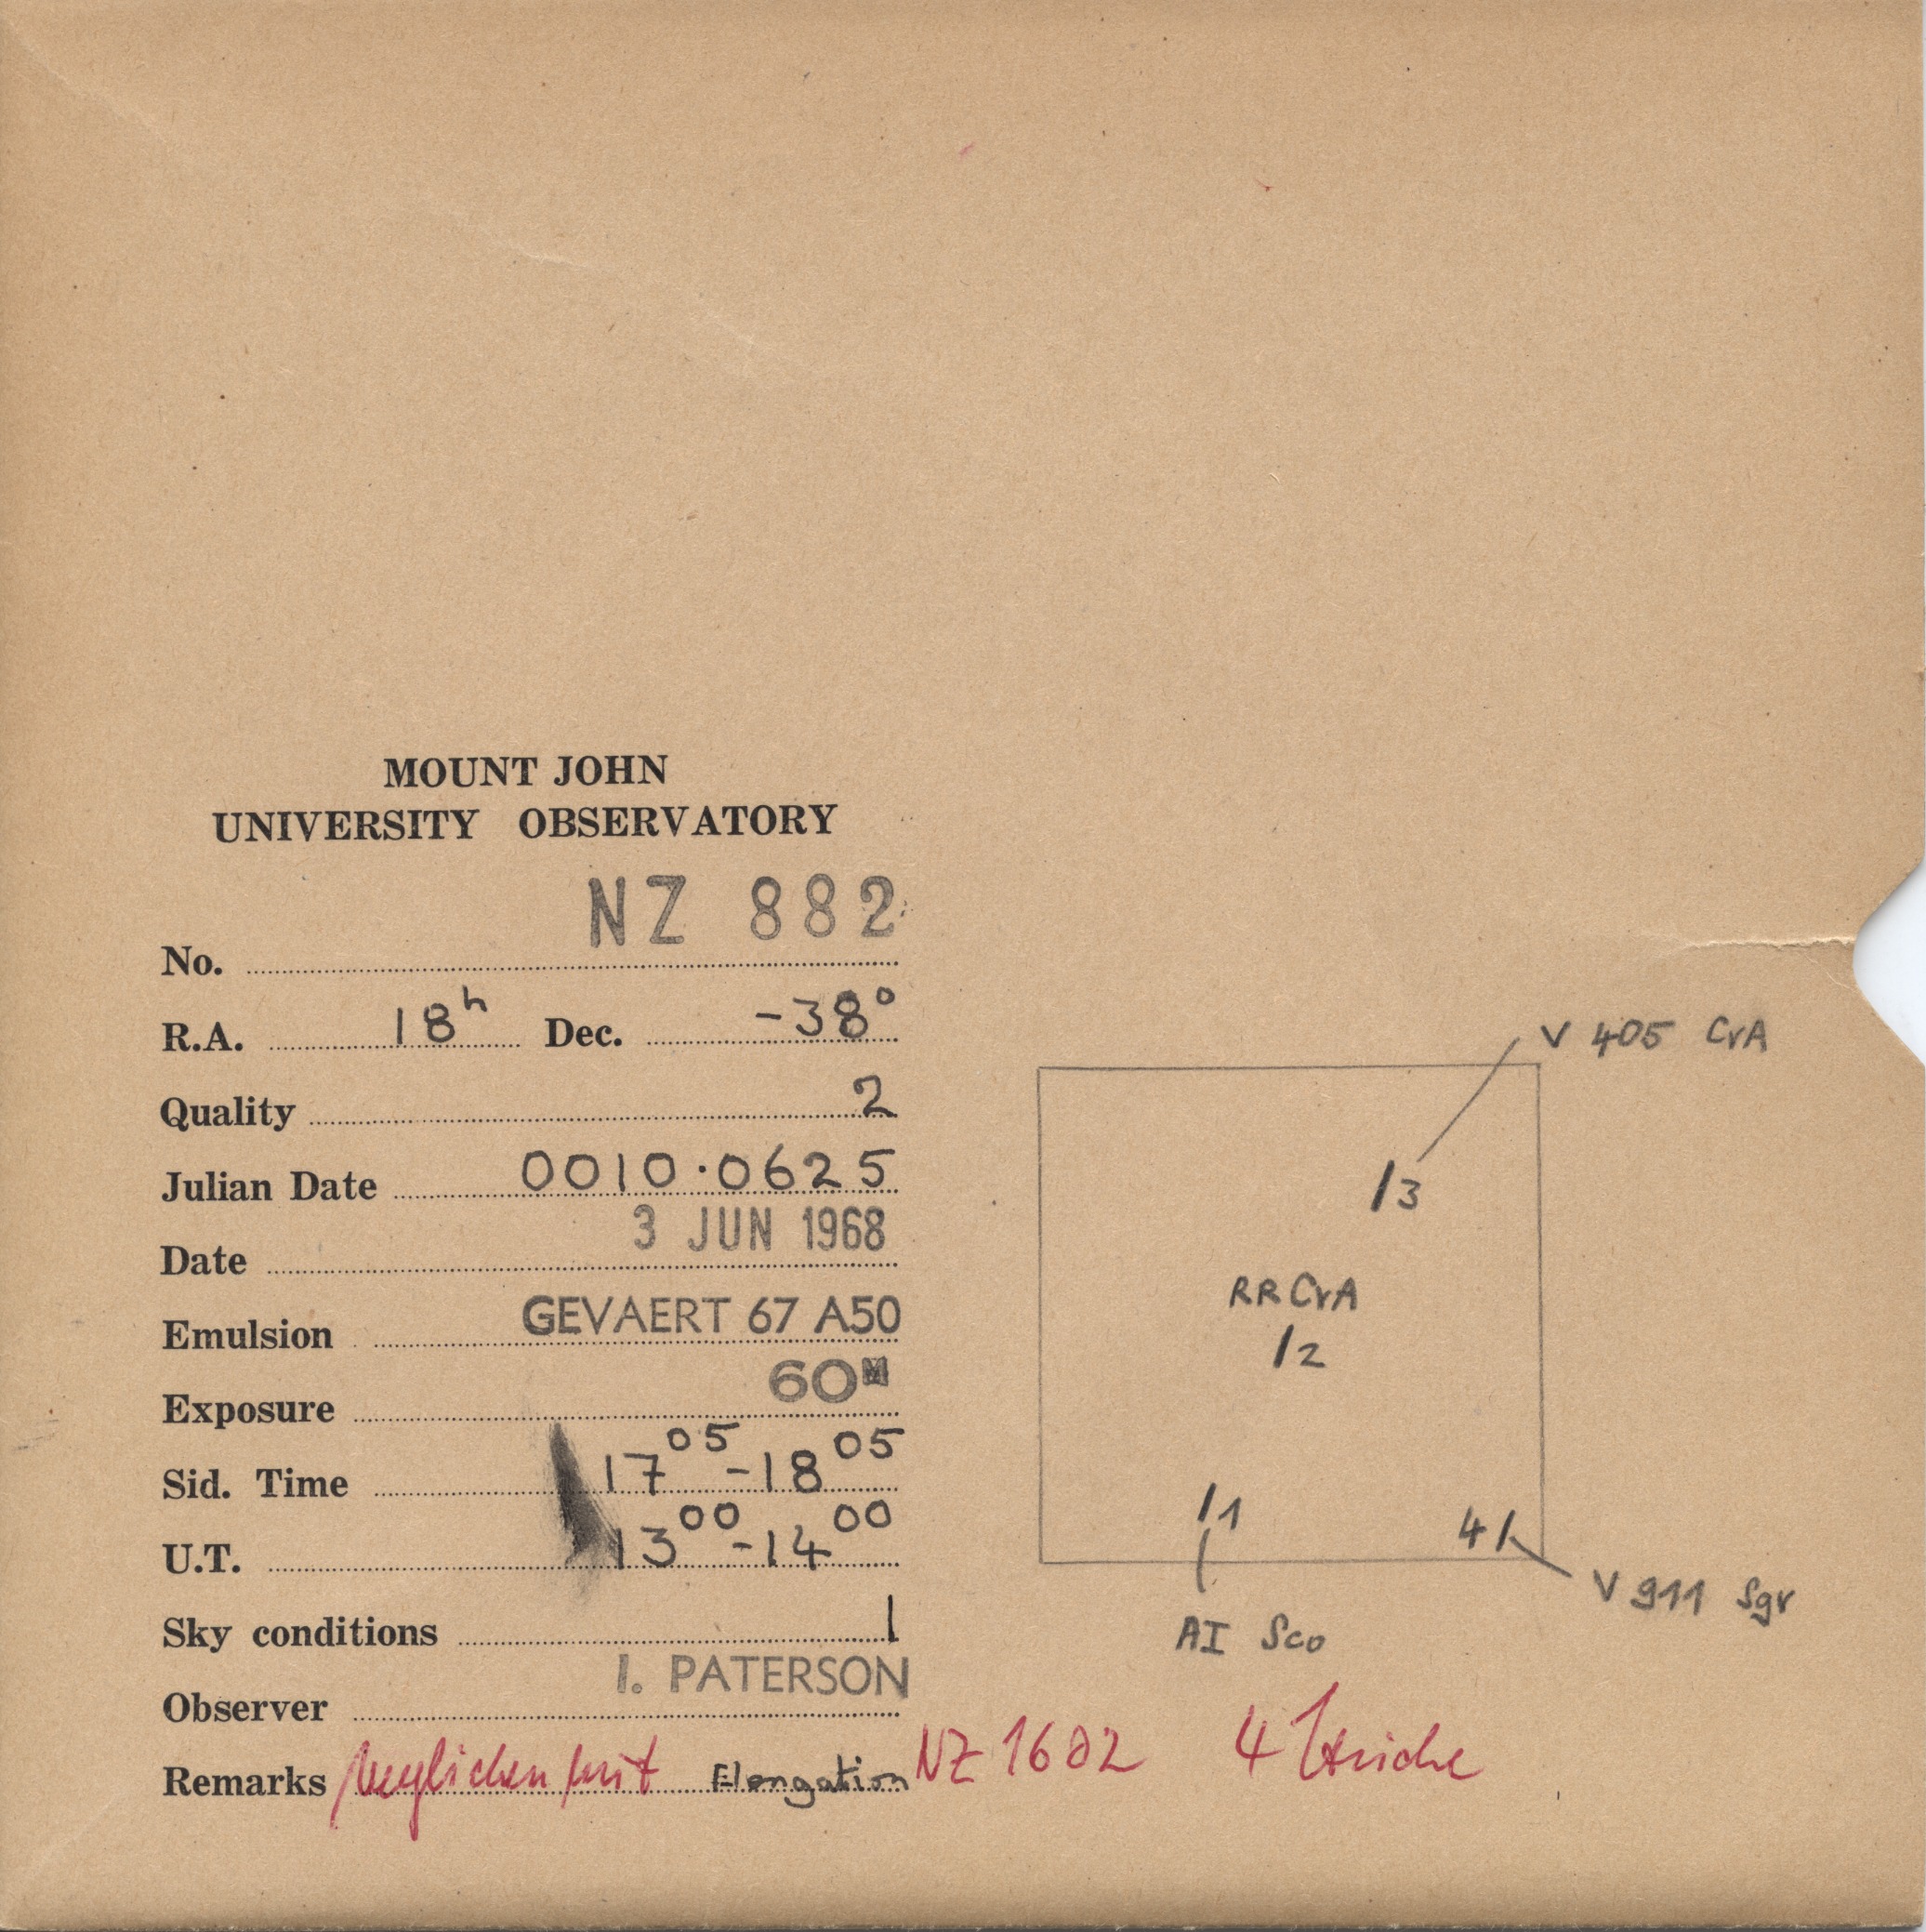 MOUNT JOHN
UNIVERSITY OBSERVATORY
No. NZ 882
R.A. 18h Dec. -38°
Quality 2
Julian Date 0010.0625
Date 3 JUN 1968
Emulsion GEVAERT 67 A50
Exposure 60M
Sid. Time 17 05 - 18 05
U.T. 13 00 - 14 00
Sky conditions 1
Observer I. PATERSON
Remarks verglichen mit Elongation NZ 1602 4 Striche
V 405 CrA
3
RR CrA
2
1
4
V 911 Sgr
AI Sco